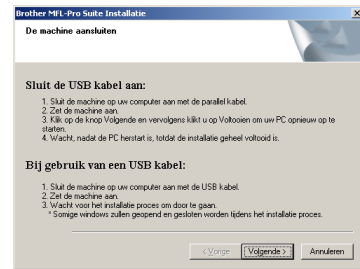 Brother MFL-Pro Suite Installatie
De machine aansluiten
Sluit de USB kabel aan:
1. Sluit de machine op uw computer aan met de parallel kabel.
2. Zet de machine aan.
3. Klik op de knop Volgende en vervolgens klikt u op Voltooien om uw PC opnieuw op te
starten.
4. Wacht, nadat de PC herstart is, totdat de installatie geheel voltooid is.
Bij gebruik van een USB kabel:
1. Sluit de machine op uw computer aan met de USB kabel.
2. Zet de machine aan.
3. Wacht voor het installatie proces om door te gaan.
* Somige windows zullen geopend en gesloten worden tijdens het installatie proces.
< Vorige Volgende > Annuleren